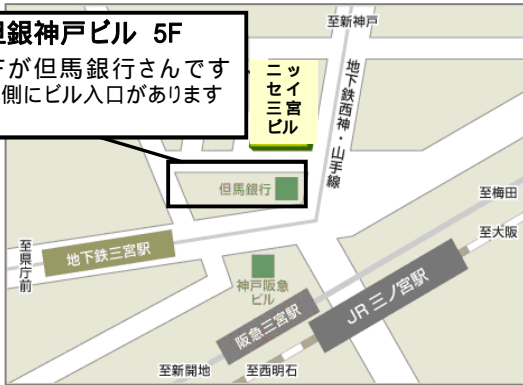 但銀神戸ビル 5F
Fが但馬銀行さんです
側にビル入口があります
至新神戸
ニッセイ三宮ビル
地下鉄西神・山手線
但馬銀行
至梅田
至大阪
至県庁前
地下鉄三宮駅
神戸阪急
ビル
阪急三宮駅
JR三ノ宮駅
至新開地
至西明石